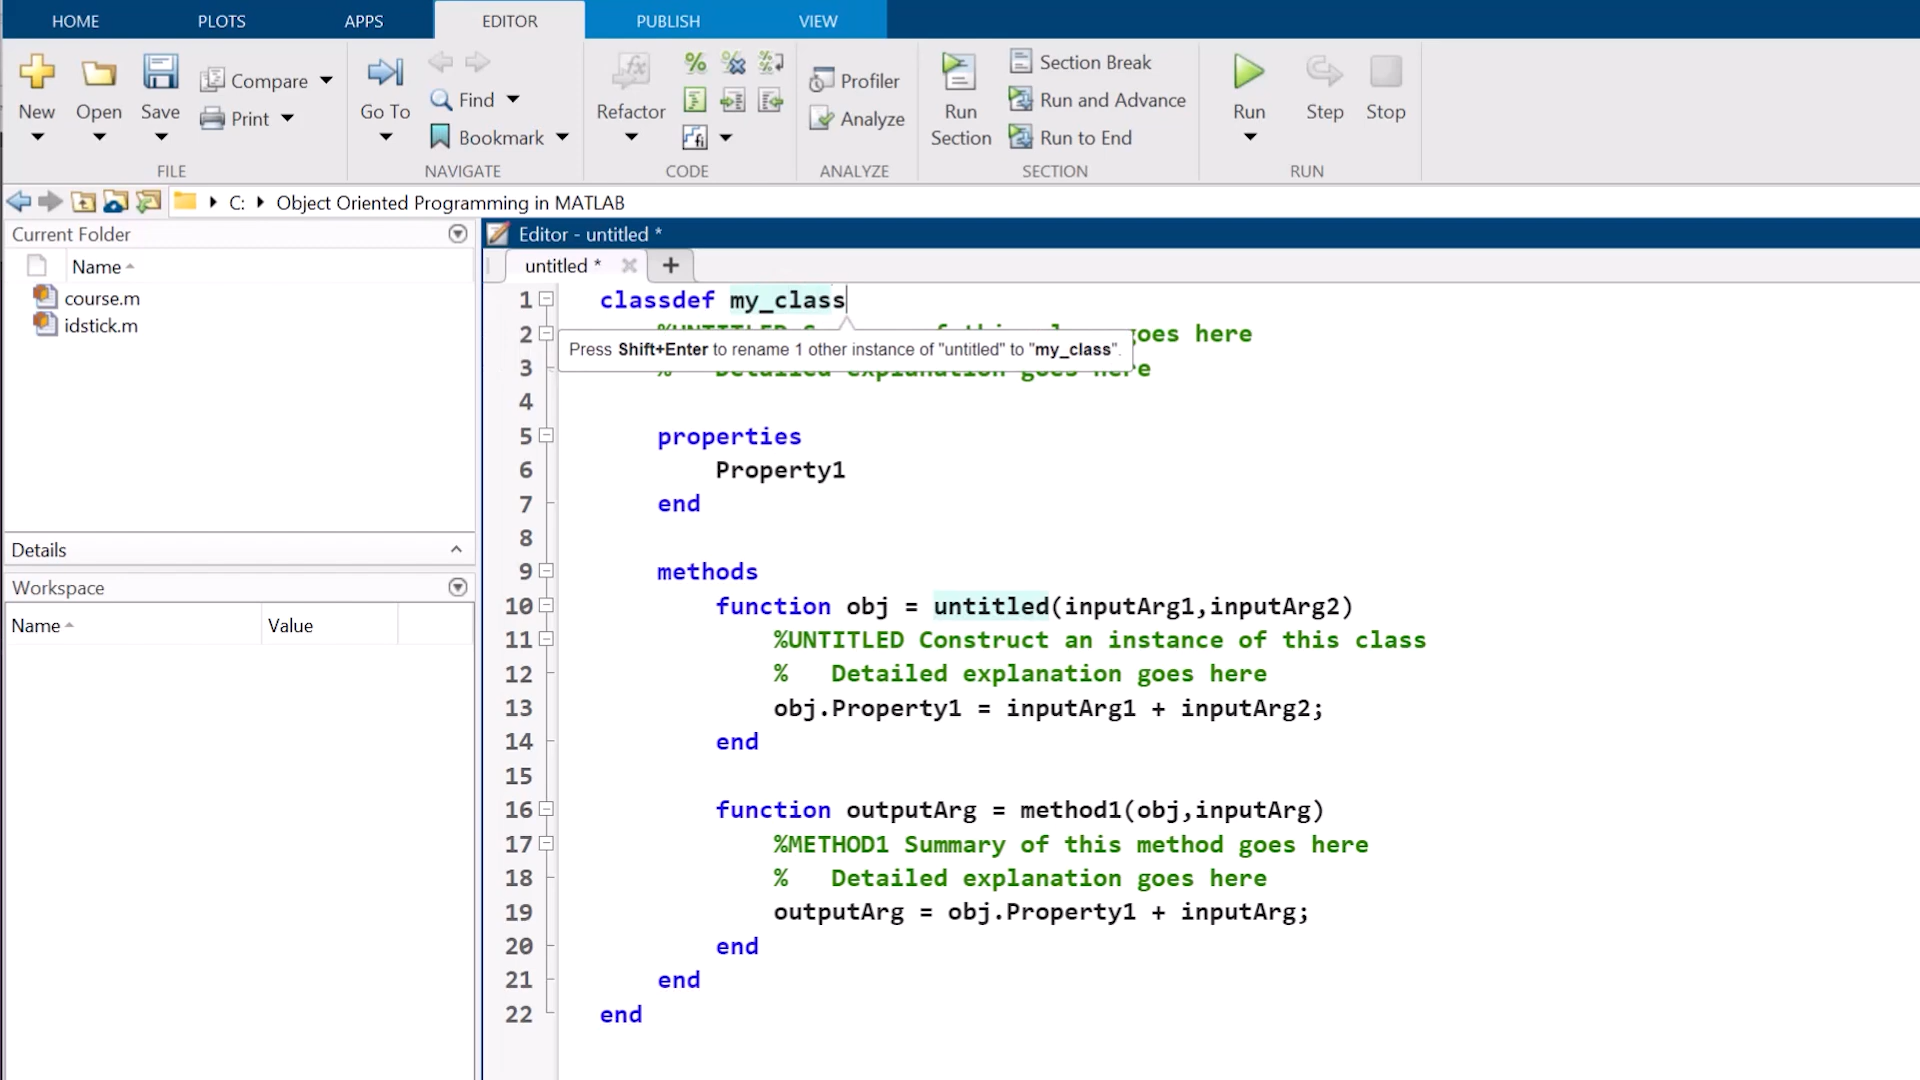 HOME PLOTS APPS EDITOR PUBLISH VIEW
New Open Save Compare Print
FILE
Go To Find Bookmark
NAVIGATE
Refactor
CODE
Profiler
Analyze
ANALYZE
Run Section
Section Break
Run and Advance
Run to End
SECTION
Run Step Stop
RUN
C: Object Oriented Programming in MATLAB
Current Folder
Name
course.m
idstick.m
Details
Workspace
Name Value
Editor - untitled *
untitled * +
1 classdef my_class
2 goes here
Press Shift+Enter to rename 1 other instance of "untitled" to "my_class".
3 % Detailed explanation goes here
4
5 properties
6 Property1
7 end
8
9 methods
10 function obj = untitled(inputArg1,inputArg2)
11 %UNTITLED Construct an instance of this class
12 % Detailed explanation goes here
13 obj.Property1 = inputArg1 + inputArg2;
14 end
15
16 function outputArg = method1(obj,inputArg)
17 %METHOD1 Summary of this method goes here
18 % Detailed explanation goes here
19 outputArg = obj.Property1 + inputArg;
20 end
21 end
22 end